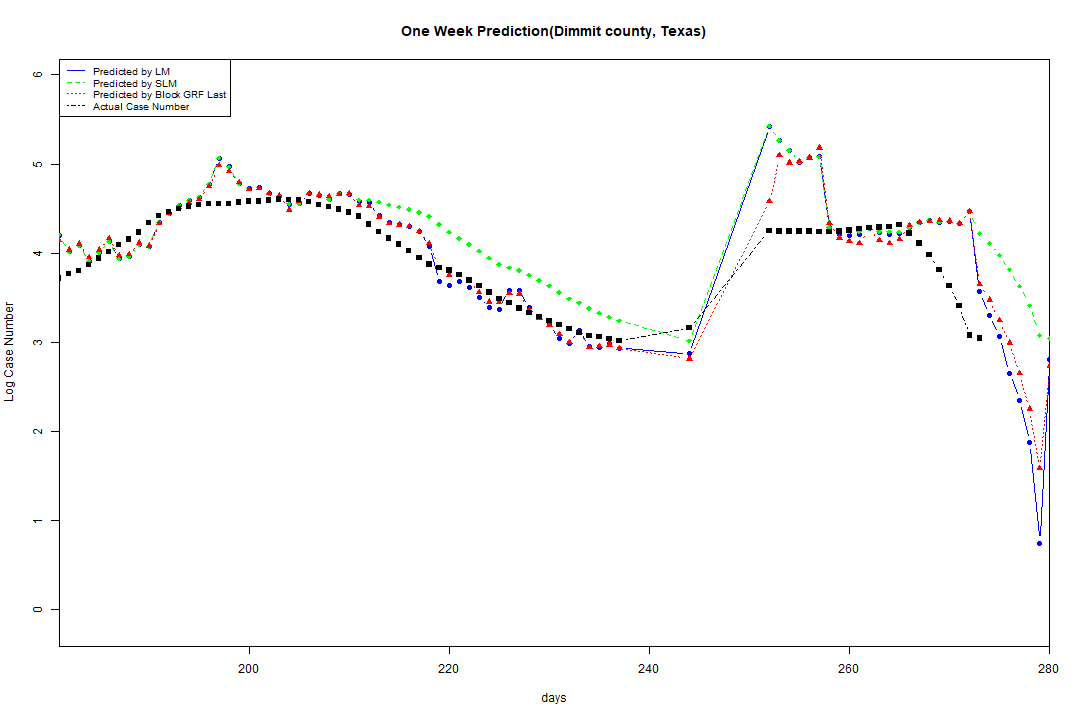 One Week Prediction(Dimmit county, Texas)
Predicted by LM
Predicted by SLM
Predicted by Block GRF Last
Actual Case Number
Log Case Number
6
5
4
3
2
1
0
200 220 240 260 280
days